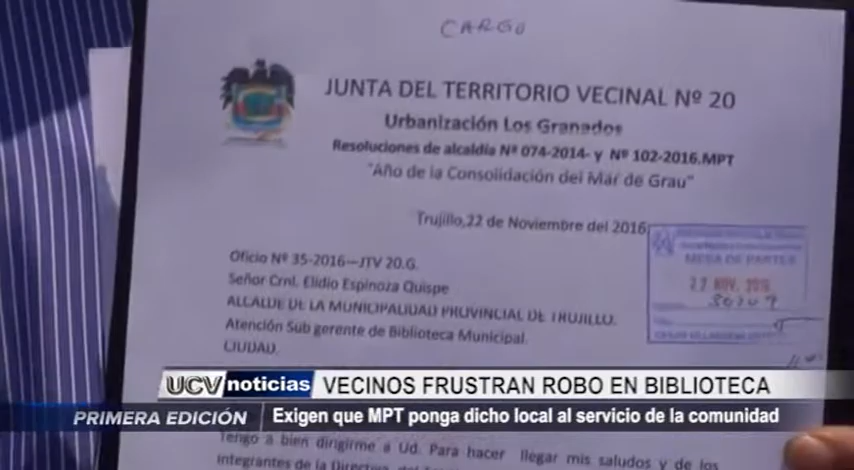 CARGO
JUNTA DEL TERRITORIO VECINAL Nº 20
Urbanización Los Granados
Resoluciones de alcaldía Nº 074-2014- y Nº 102-2016.MPT
"Año de la Consolidación del Mar de Grau"
Trujillo,22 de Noviembre del 2016
MESA DE PARTES
22 NOV. 2016
Oficio Nº 35-2016—JTV 20.G.
Señor Crnl. Elidio Espinoza Quispe
ALCALDE DE LA MUNICIPALIDAD PROVINCIAL DE TRUJILLO.
Atención Sub gerente de Biblioteca Municipal.
CIUDAD.
UCV noticias VECINOS FRUSTRAN ROBO EN BIBLIOTECA
PRIMERA EDICIÓN Exigen que MPT ponga dicho local al servicio de la comunidad
Tengo a bien dirigirme a Ud. Para hacer llegar mis saludos y de los
integrantes de la Directiva